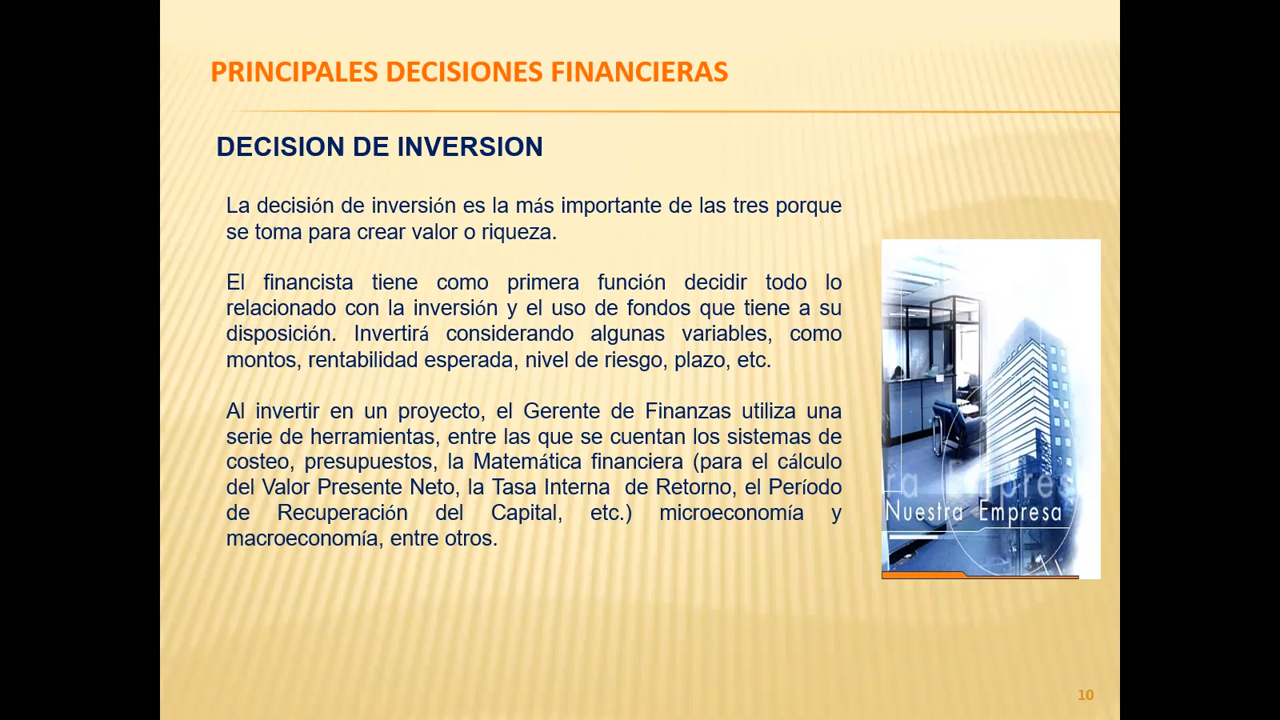 PRINCIPALES DECISIONES FINANCIERAS
DECISION DE INVERSION
La decisión de inversión es la más importante de las tres porque
se toma para crear valor o riqueza.
El financista tiene como primera función decidir todo lo
relacionado con la inversión y el uso de fondos que tiene a su
disposición. Invertirá considerando algunas variables, como
montos, rentabilidad esperada, nivel de riesgo, plazo, etc.
Al invertir en un proyecto, el Gerente de Finanzas utiliza una
serie de herramientas, entre las que se cuentan los sistemas de
costeo, presupuestos, la Matemática financiera (para el cálculo
del Valor Presente Neto, la Tasa Interna de Retorno, el Período
de Recuperación del Capital, etc.) microeconomía y
macroeconomía, entre otros.
ra Empres
Nuestra Empresa
10